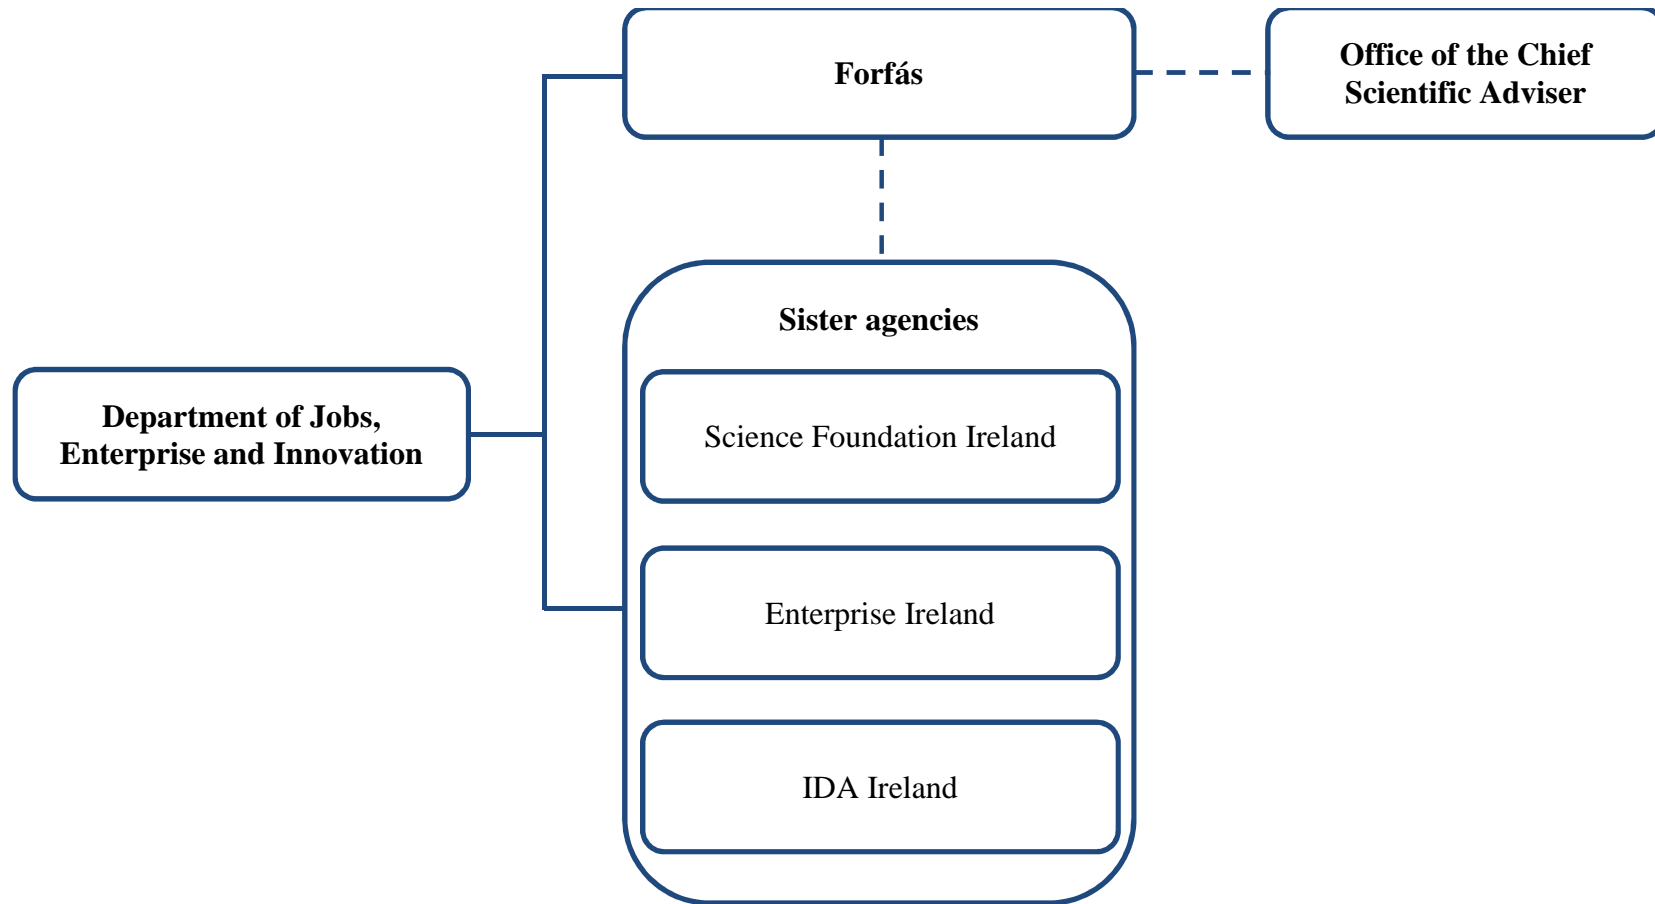 Forfás
Office of the Chief
Scientific Adviser
Sister agencies
Department of Jobs,
Enterprise and Innovation
Science Foundation Ireland
Enterprise Ireland
IDA Ireland